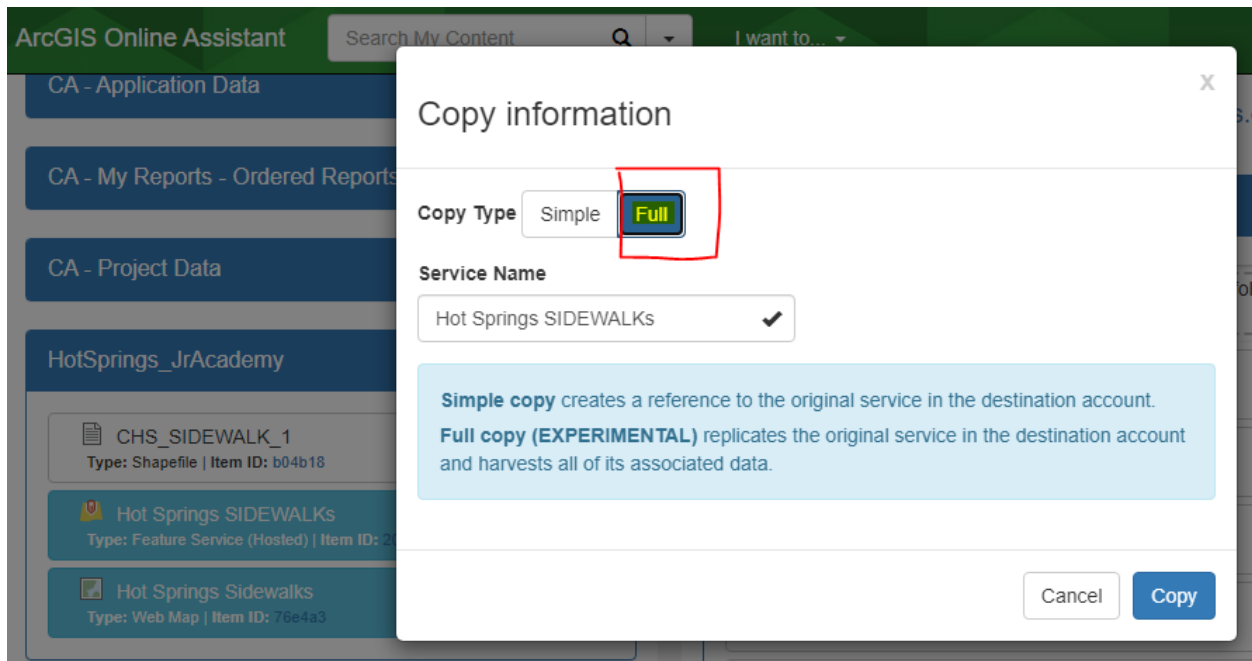 ArcGIS Online Assistant
Search My Content
I want to...
CA - Application Data
CA - My Reports - Ordered Reports
CA - Project Data
HotSprings_JrAcademy
CHS_SIDEWALK_1
Type: Shapefile | Item ID: b04b18
Hot Springs SIDEWALKs
Type: Feature Service (Hosted) | Item ID: 20
Hot Springs Sidewalks
Type: Web Map | Item ID: 76e4a3
X
Copy information
Copy Type Simple Full
Service Name
Hot Springs SIDEWALKs
Simple copy creates a reference to the original service in the destination account.
Full copy (EXPERIMENTAL) replicates the original service in the destination account
and harvests all of its associated data.
Cancel Copy